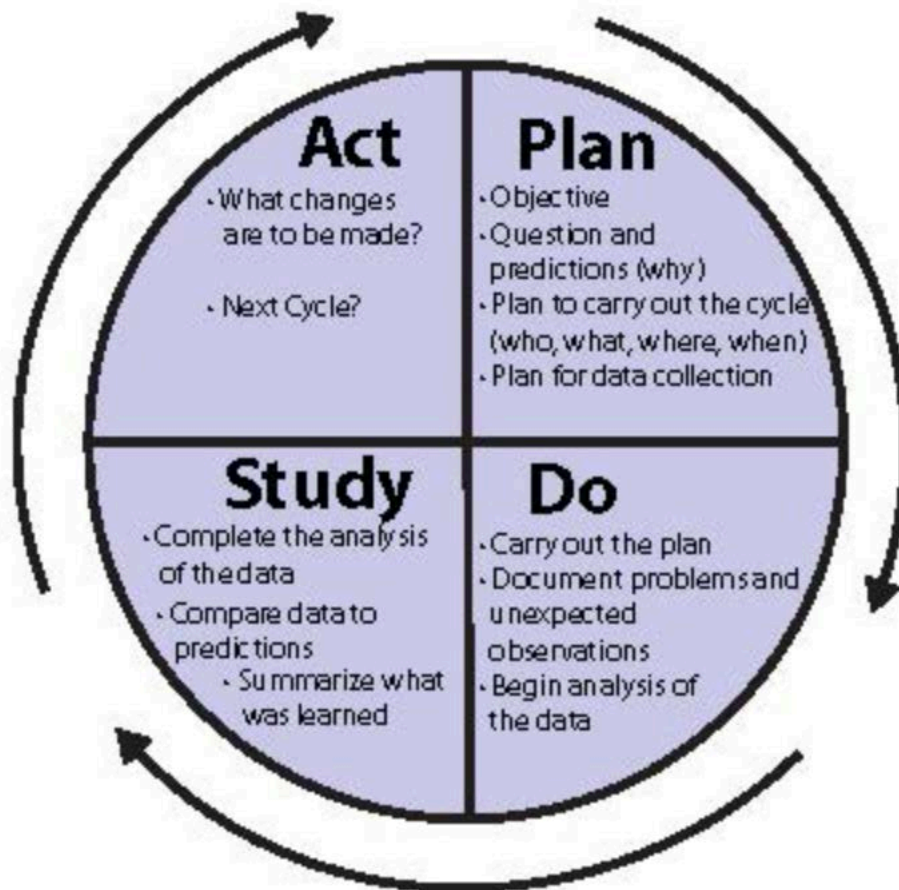 Act
• What changes
are to be made?
• Next Cycle?
Plan
• Objective
• Question and
predictions (why)
• Plan to carry out the cycle
(who, what, where, when)
• Plan for data collection
Study
• Complete the analysis
of the data
• Compare data to
predictions
• Summarize what
was learned
Do
• Carry out the plan
• Document problems and
unexpected
observations
• Begin analysis of
the data